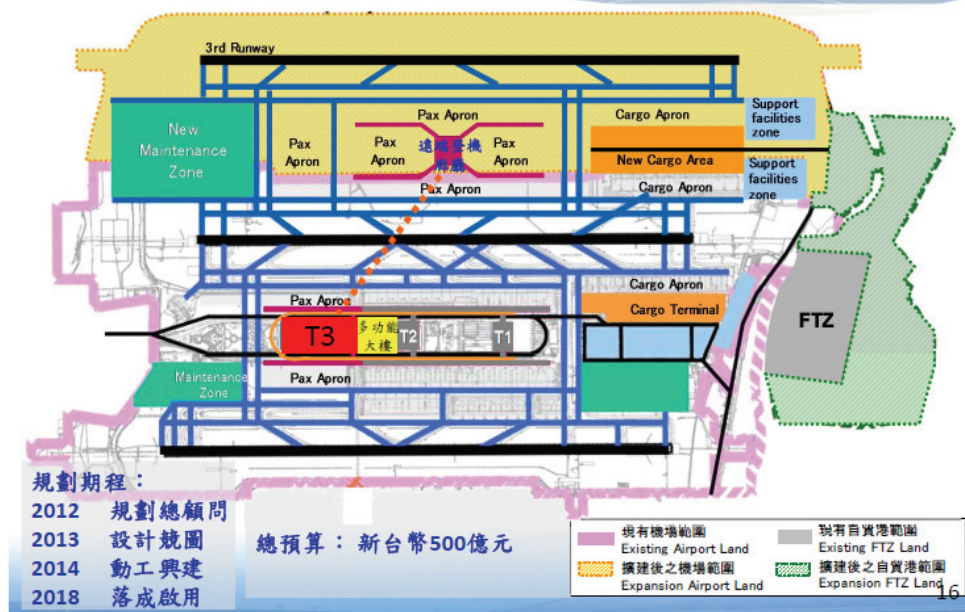 3rd Runway
Pax Apron
Cargo Apron
Support
facilities
zone
New
Maintenance
Zone
Pax
Apron
Pax
Apron
遠端登機
廊廳
Pax
Apron
New Cargo Area
Pax Apron
Cargo Apron
Support
facilities
zone
Pax Apron
Cargo Apron
Cargo Terminal
FTZ
T3
多功能
大樓
T2
T1
Maintenance
Zone
Pax Apron
規劃期程：
2012 規劃總顧問
2013 設計競圖
2014 動工興建
2018 落成啟用
總預算： 新台幣500億元
現有機場範圍
Existing Airport Land
現有自貿港範圍
Existing FTZ Land
擴建後之機場範圍
Expansion Airport Land
擴建後之自貿港範圍
Expansion FTZ Land
16